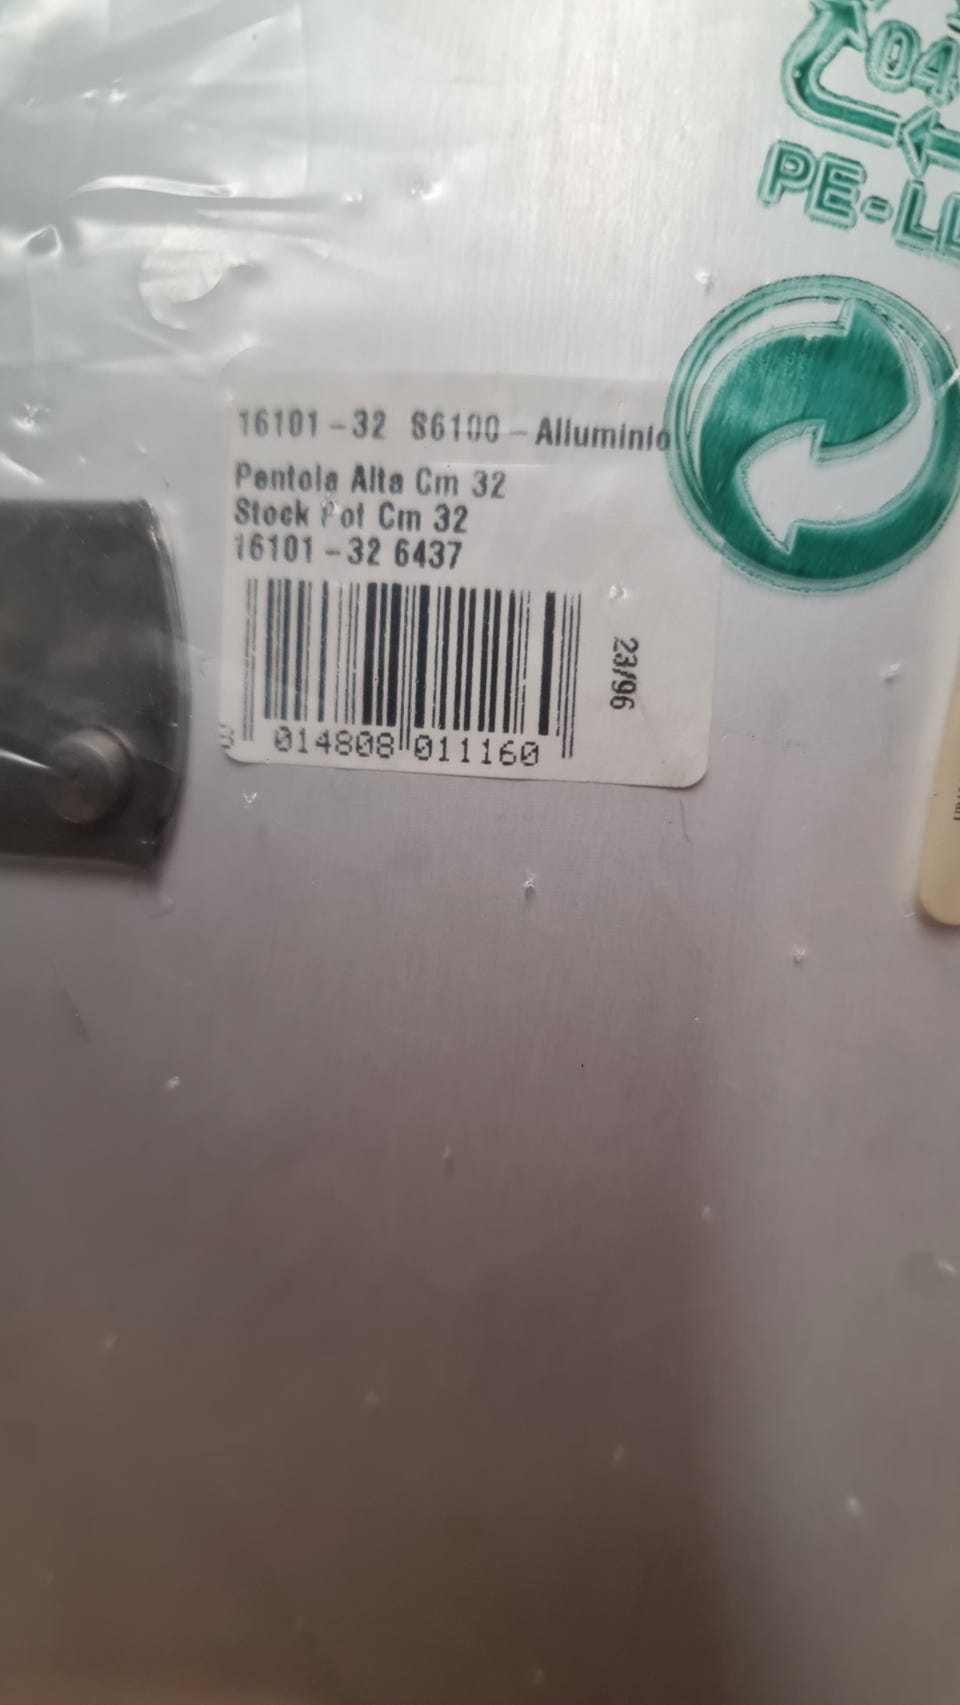 04
PE-L
16101-32 S6100-Alluminio
Pentola Alta Cm 32
Stock Pot Cm 32
16101-32 6437
23/96
8 014808 011160